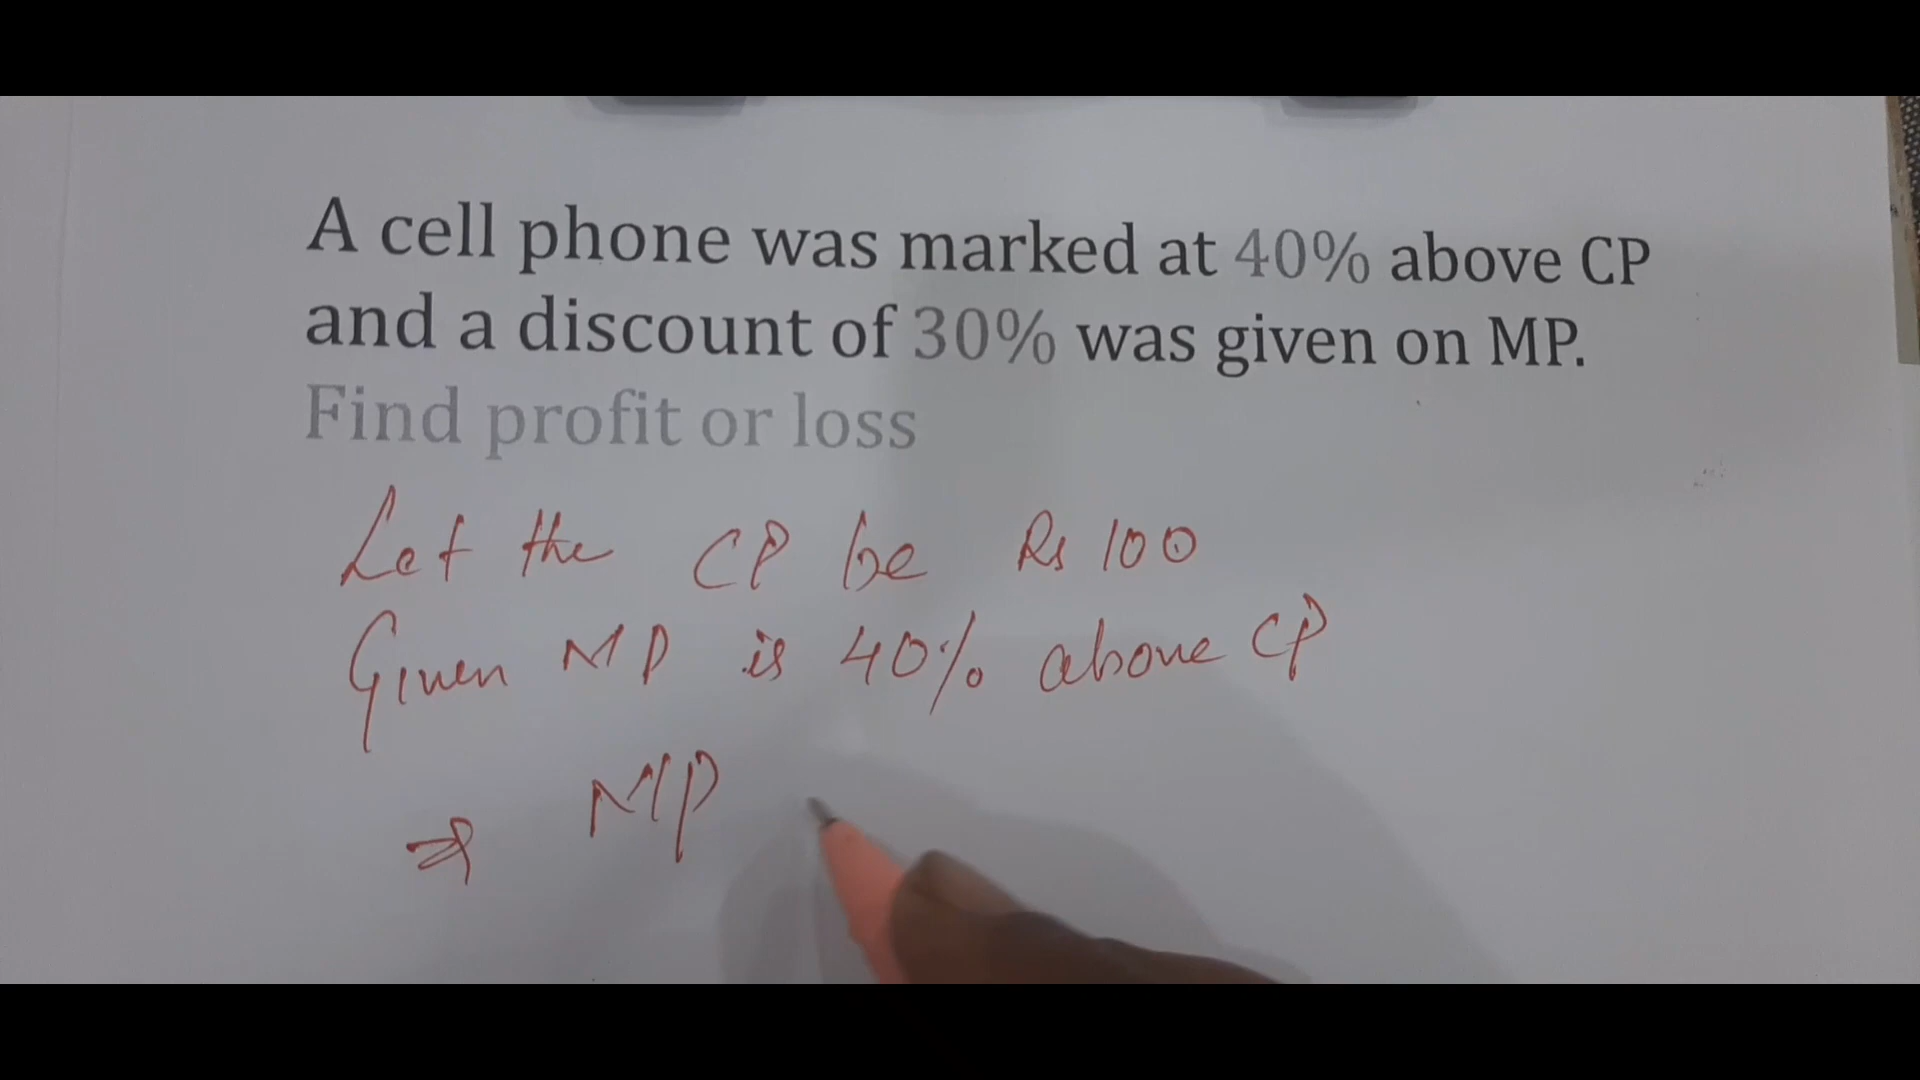 A cell phone was marked at 40% above CP
and a discount of 30% was given on MP.
Find profit or loss
Let the CP be Rs 100
Given MP is 40% above CP
⇒ MP